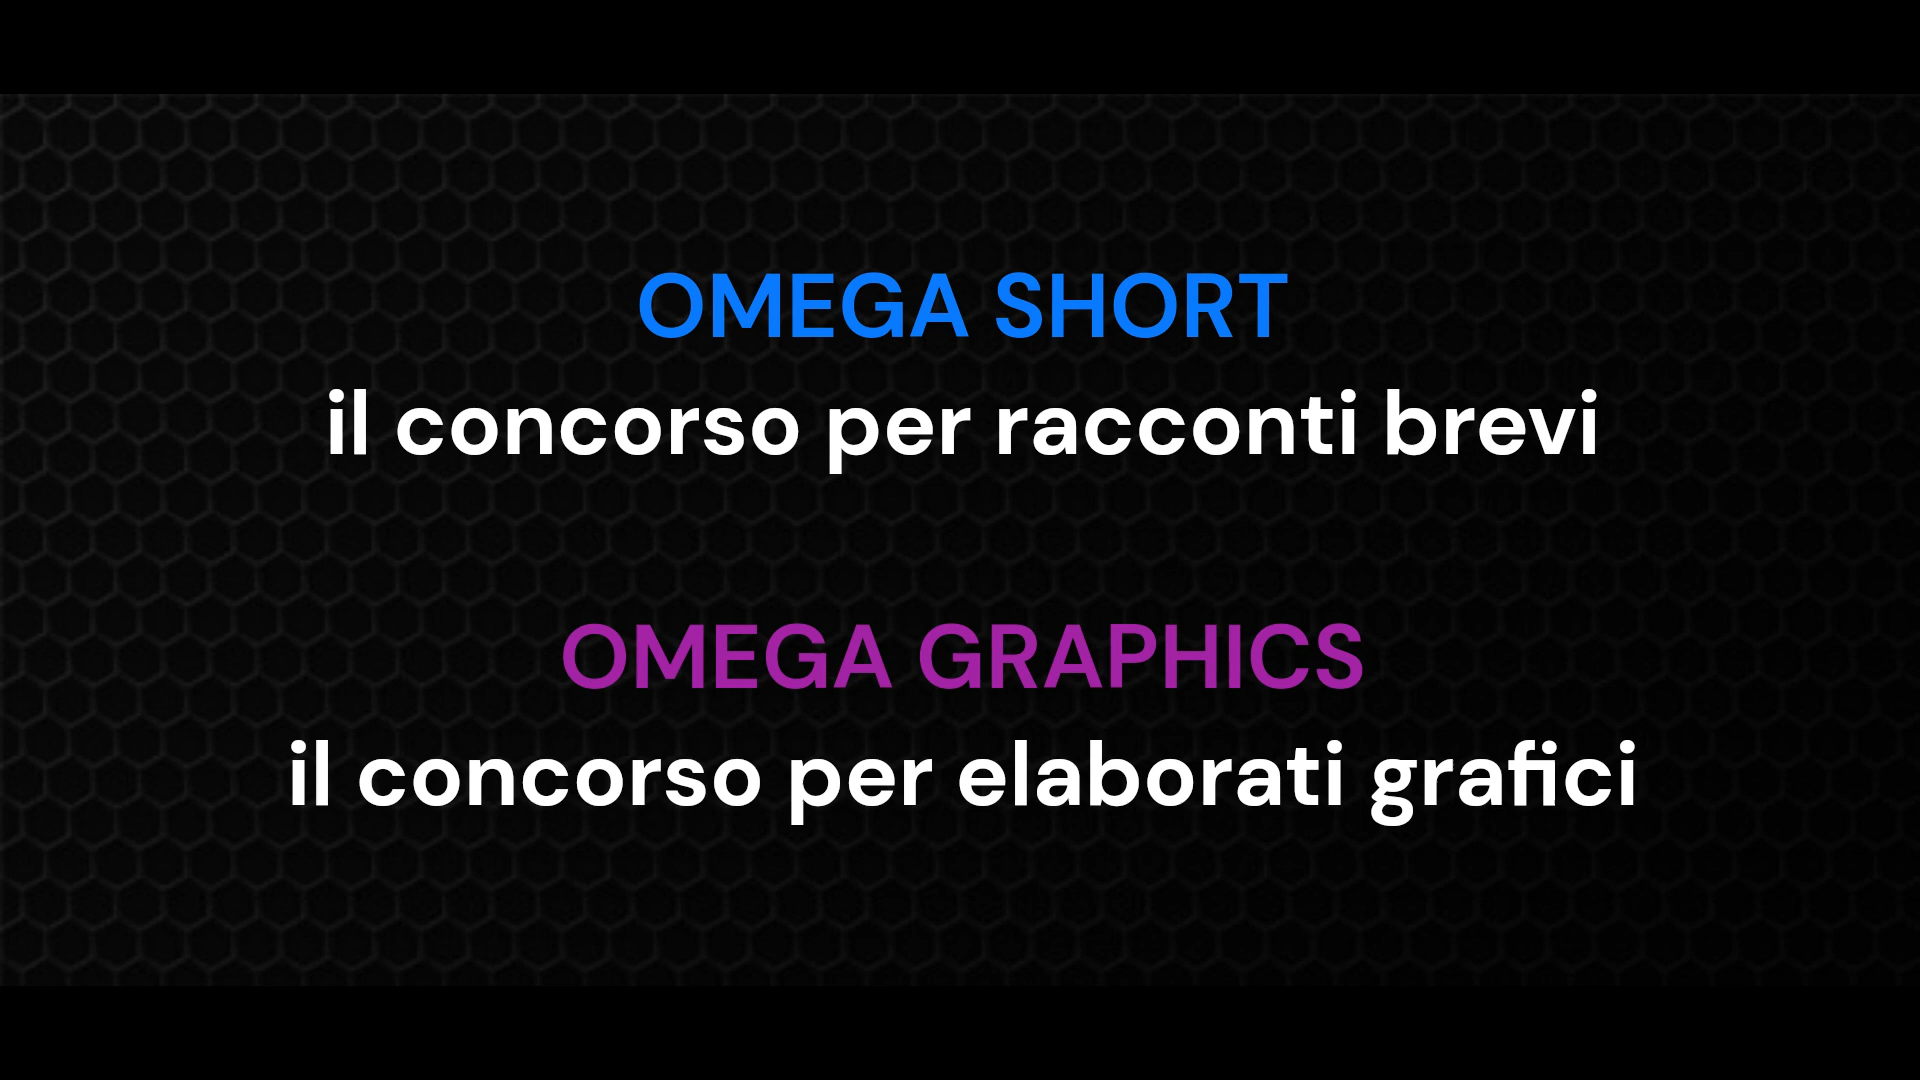 OMEGA SHORT
il concorso per racconti brevi
OMEGA GRAPHICS
il concorso per elaborati grafici